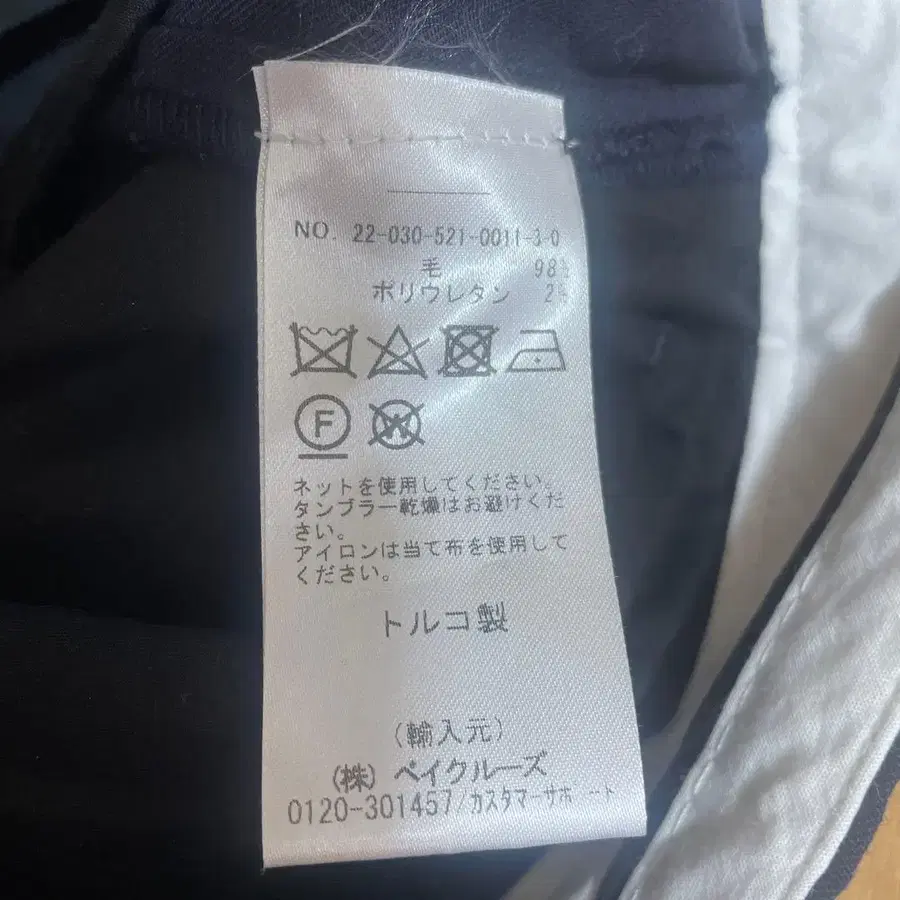 NO. 22-030-521-0011-3-0
毛 98%
ポリウレタン 2%
F
W
ネットを使用してください。
タンブラー乾燥はお避けくだ
さい。
アイロンは当て布を使用して
ください。
トルコ製
(輸入元)
(株) ベイクルーズ
0120-301457/カスタマーサポート